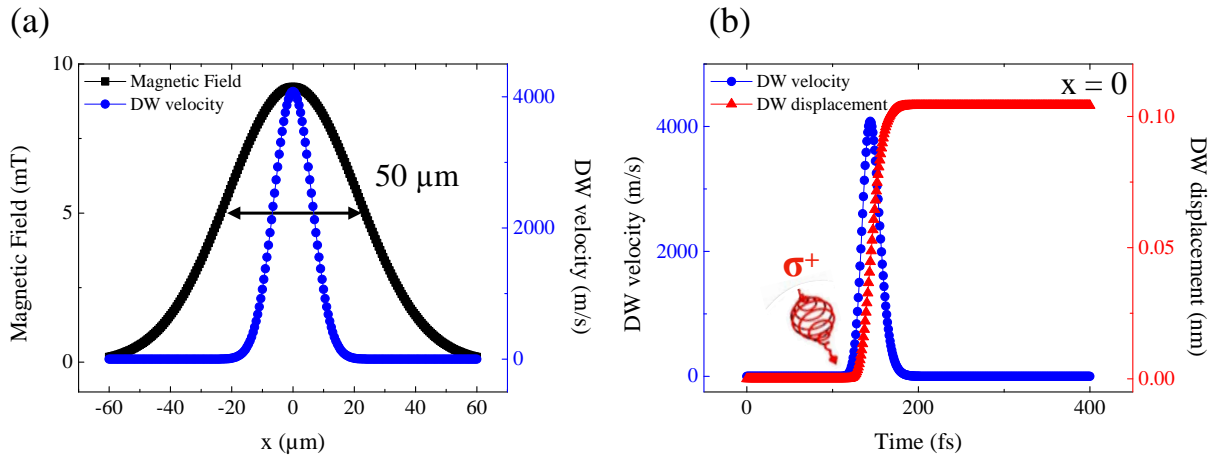 (a)
10
5
0
Magnetic Field (mT)
Magnetic Field
DW velocity
50 µm
4000
2000
0
DW velocity (m/s)
-60 -40 -20 0 20 40 60
x (µm)
(b)
DW velocity
DW displacement
x = 0
4000
2000
0
DW velocity (m/s)
σ+
0.10
0.05
0.00
DW displacement (nm)
0 200 400
Time (fs)